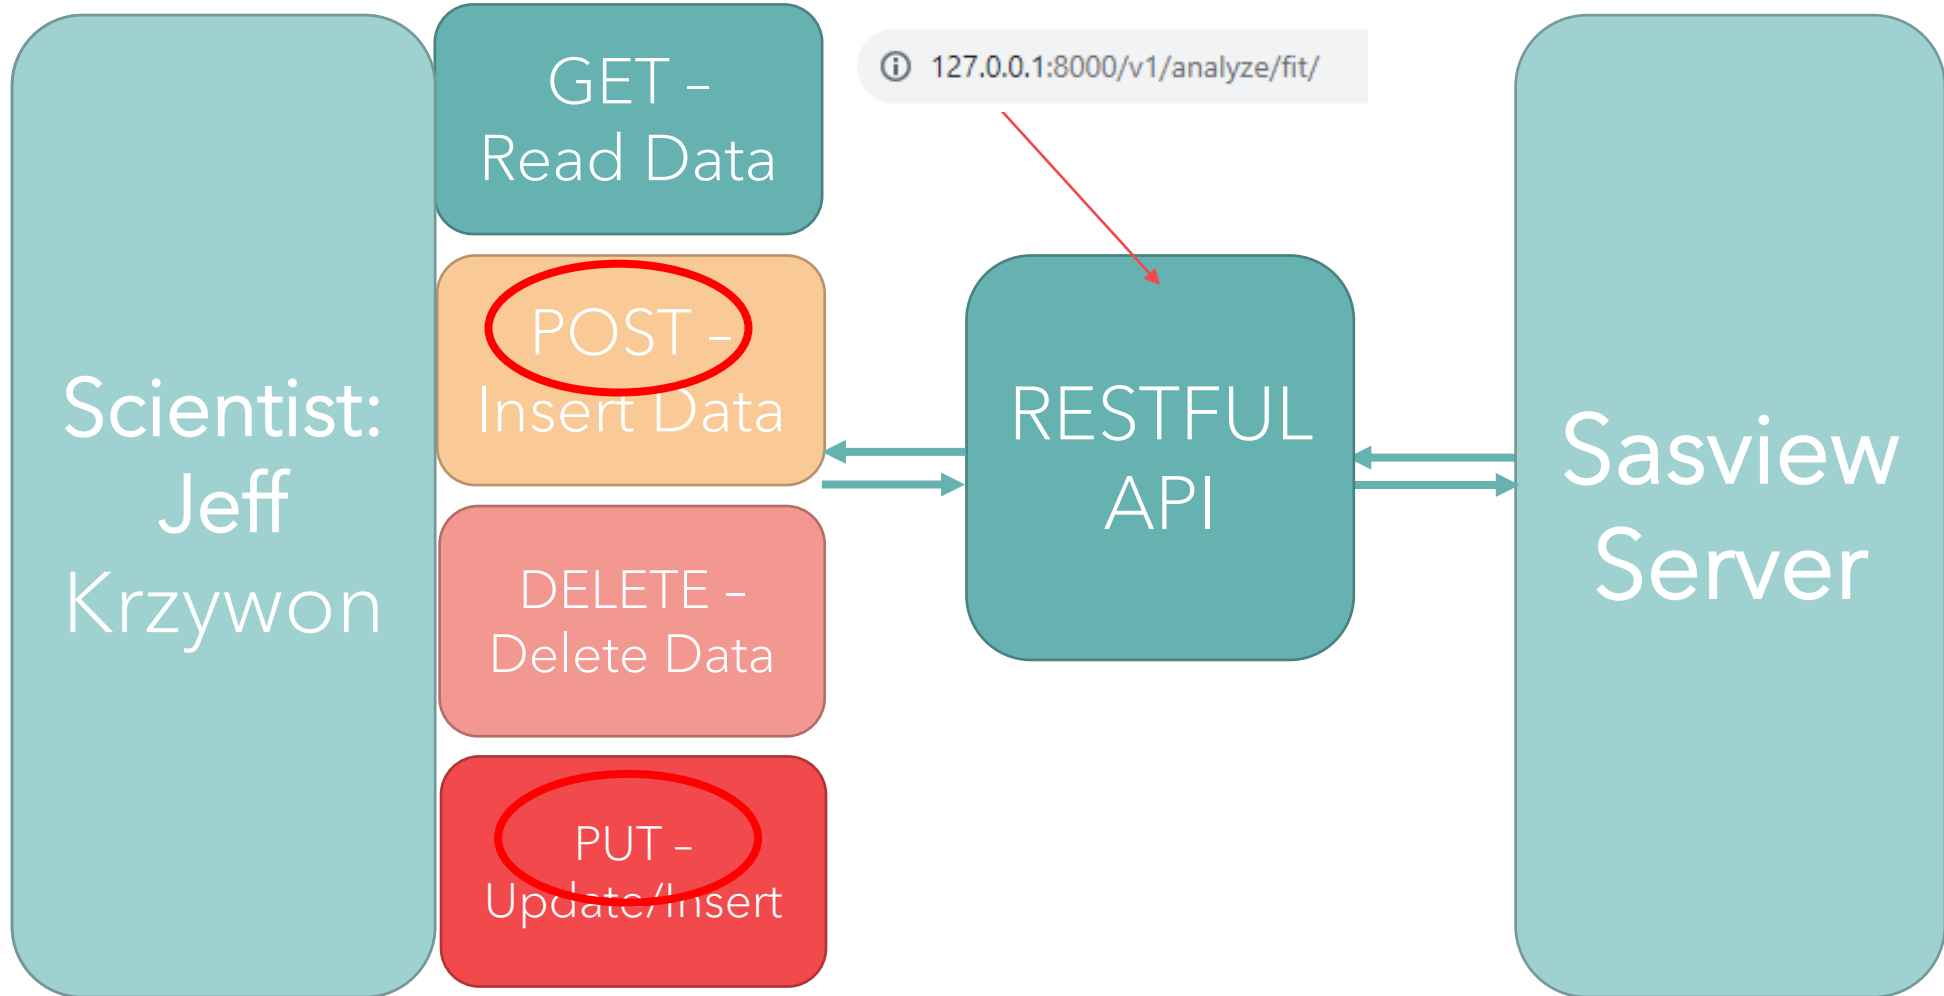 Scientist:
Jeff
Krzywon
GET –
Read Data
POST –
Insert Data
DELETE –
Delete Data
PUT –
Update/Insert
127.0.0.1:8000/v1/analyze/fit/
RESTFUL
API
Sasview
Server